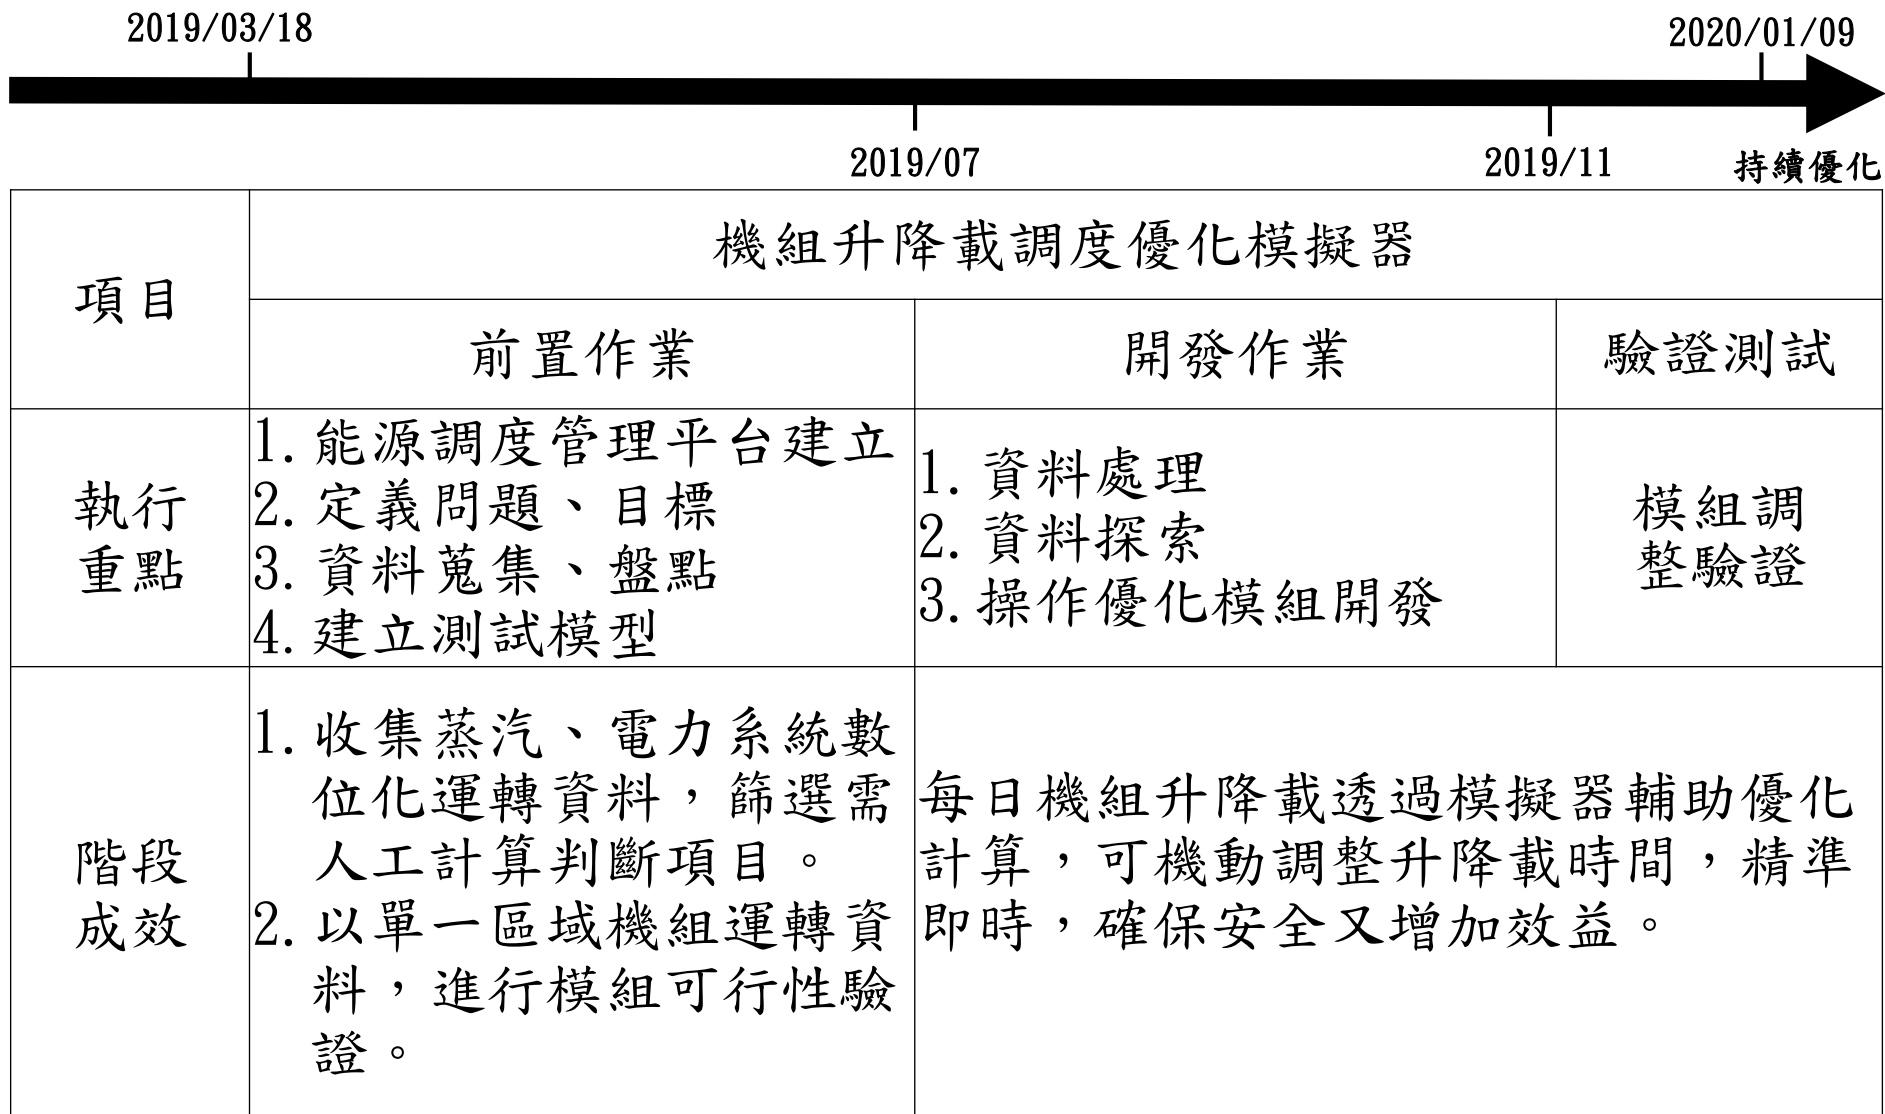 2019/03/18
2020/01/09
2019/07
2019/11
持續優化
項目
機組升降載調度優化模擬器
前置作業
開發作業
驗證測試
執行
重點
1. 能源調度管理平台建立
2. 定義問題、目標
3. 資料蒐集、盤點
4. 建立測試模型
1. 資料處理
2. 資料探索
3. 操作優化模組開發
模組調
整驗證
階段
成效
1. 收集蒸汽、電力系統數
位化運轉資料，篩選需
人工計算判斷項目。
2. 以單一區域機組運轉資
料，進行模組可行性驗
證。
每日機組升降載透過模擬器輔助優化
計算，可機動調整升降載時間，精準
即時，確保安全又增加效益。